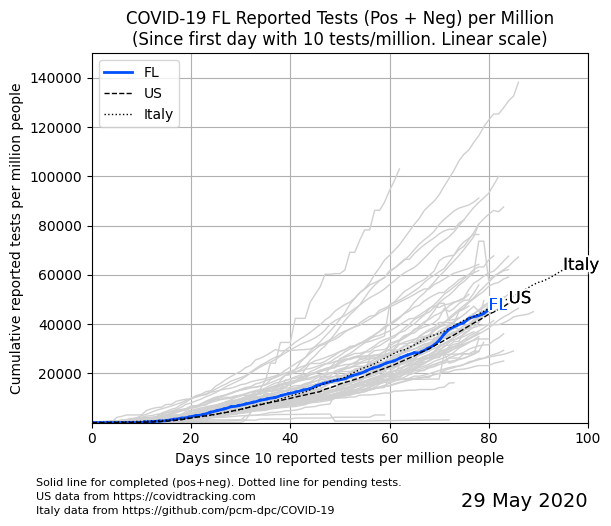 COVID-19 FL Reported Tests (Pos + Neg) per Million
(Since first day with 10 tests/million. Linear scale)
FL
US
Italy
Cumulative reported tests per million people
140000
120000
100000
80000
60000
40000
20000
Italy
US
FL
0
20
40
60
80
100
Days since 10 reported tests per million people
Solid line for completed (pos+neg). Dotted line for pending tests.
US data from https://covidtracking.com
Italy data from https://github.com/pcm-dpc/COVID-19
29 May 2020